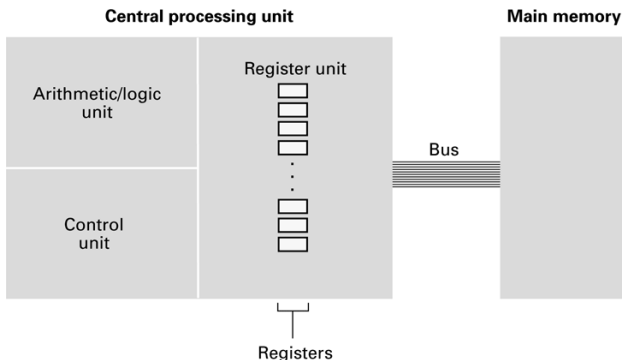 Central processing unit
Main memory
Arithmetic/logic
unit
Register unit
Bus
Control
unit
Registers